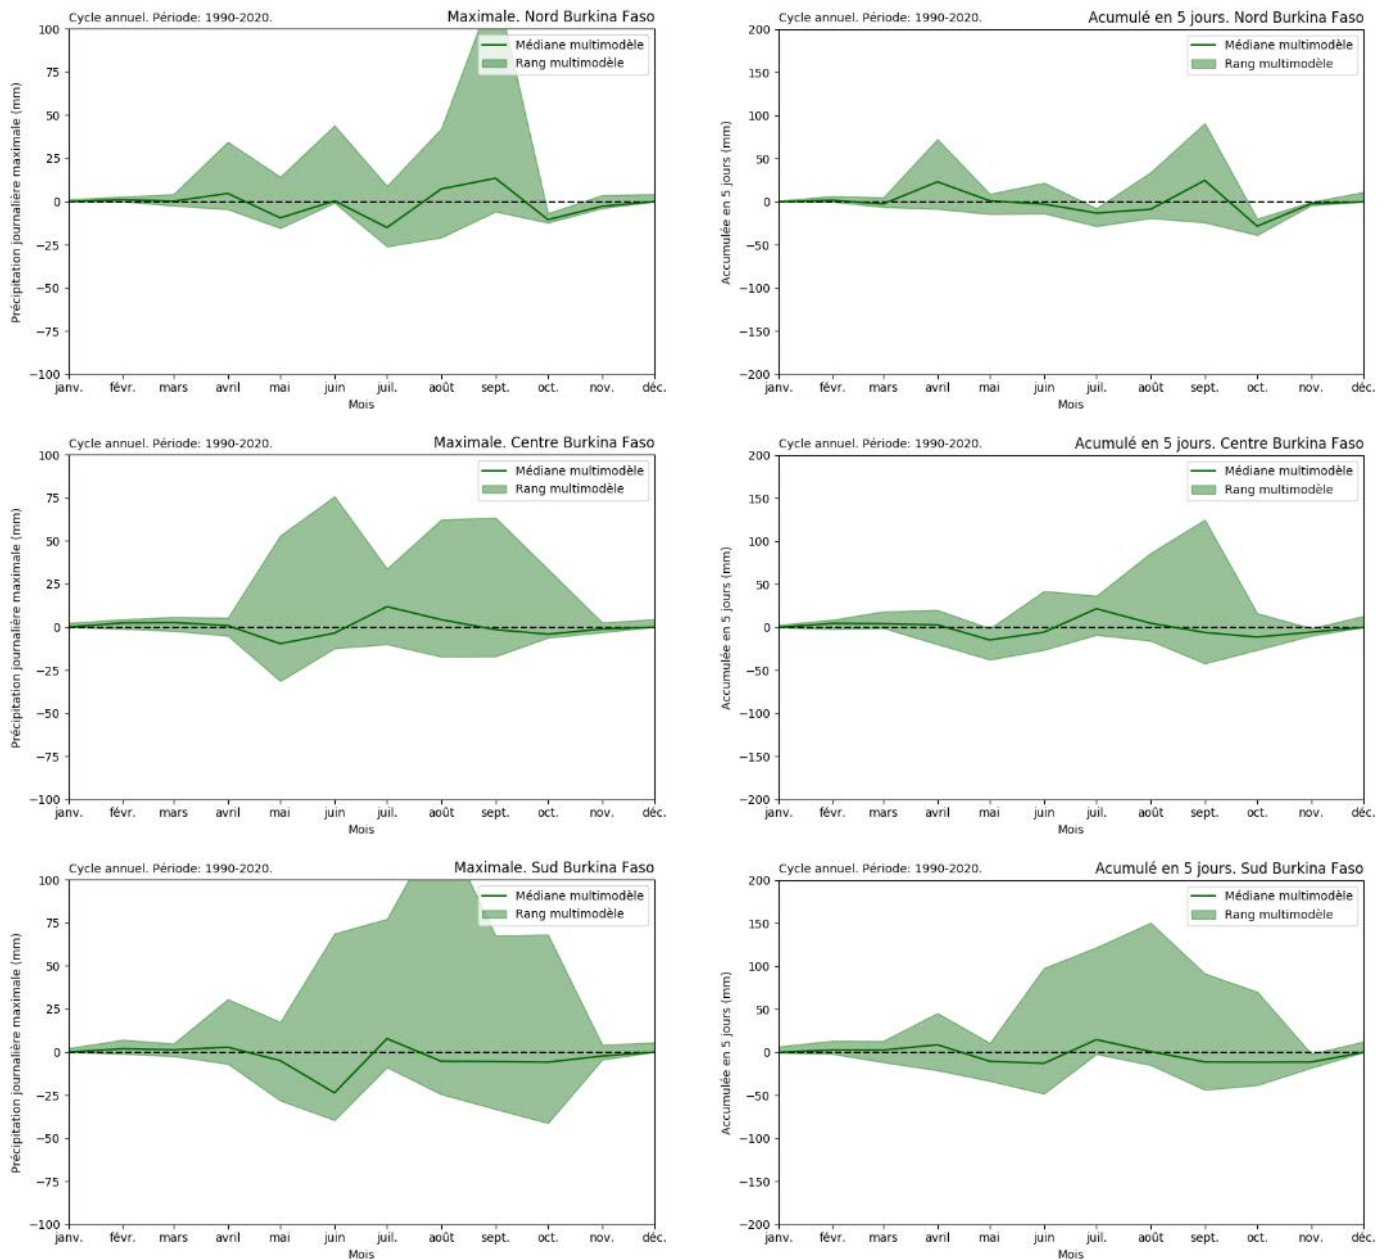 Cycle annuel. Période: 1990-2020. Maximale. Nord Burkina Faso
Médiane multimodèle
Rang multimodèle
Précipitation journalière maximale (mm)
100
75
50
25
0
−25
−50
−75
−100
janv. févr. mars avril mai juin juil. août sept. oct. nov. déc.
Mois
Cycle annuel. Période: 1990-2020. Acumulé en 5 jours. Nord Burkina Faso
Médiane multimodèle
Rang multimodèle
Accumulée en 5 jours (mm)
200
150
100
50
0
−50
−100
−150
−200
janv. févr. mars avril mai juin juil. août sept. oct. nov. déc.
Mois
Cycle annuel. Période: 1990-2020. Maximale. Centre Burkina Faso
Médiane multimodèle
Rang multimodèle
Précipitation journalière maximale (mm)
100
75
50
25
0
−25
−50
−75
−100
janv. févr. mars avril mai juin juil. août sept. oct. nov. déc.
Mois
Cycle annuel. Période: 1990-2020. Acumulé en 5 jours. Centre Burkina Faso
Médiane multimodèle
Rang multimodèle
Accumulée en 5 jours (mm)
200
150
100
50
0
−50
−100
−150
−200
janv. févr. mars avril mai juin juil. août sept. oct. nov. déc.
Mois
Cycle annuel. Période: 1990-2020. Maximale. Sud Burkina Faso
Médiane multimodèle
Rang multimodèle
Précipitation journalière maximale (mm)
100
75
50
25
0
−25
−50
−75
−100
janv. févr. mars avril mai juin juil. août sept. oct. nov. déc.
Mois
Cycle annuel. Période: 1990-2020. Acumulé en 5 jours. Sud Burkina Faso
Médiane multimodèle
Rang multimodèle
Accumulée en 5 jours (mm)
200
150
100
50
0
−50
−100
−150
−200
janv. févr. mars avril mai juin juil. août sept. oct. nov. déc.
Mois